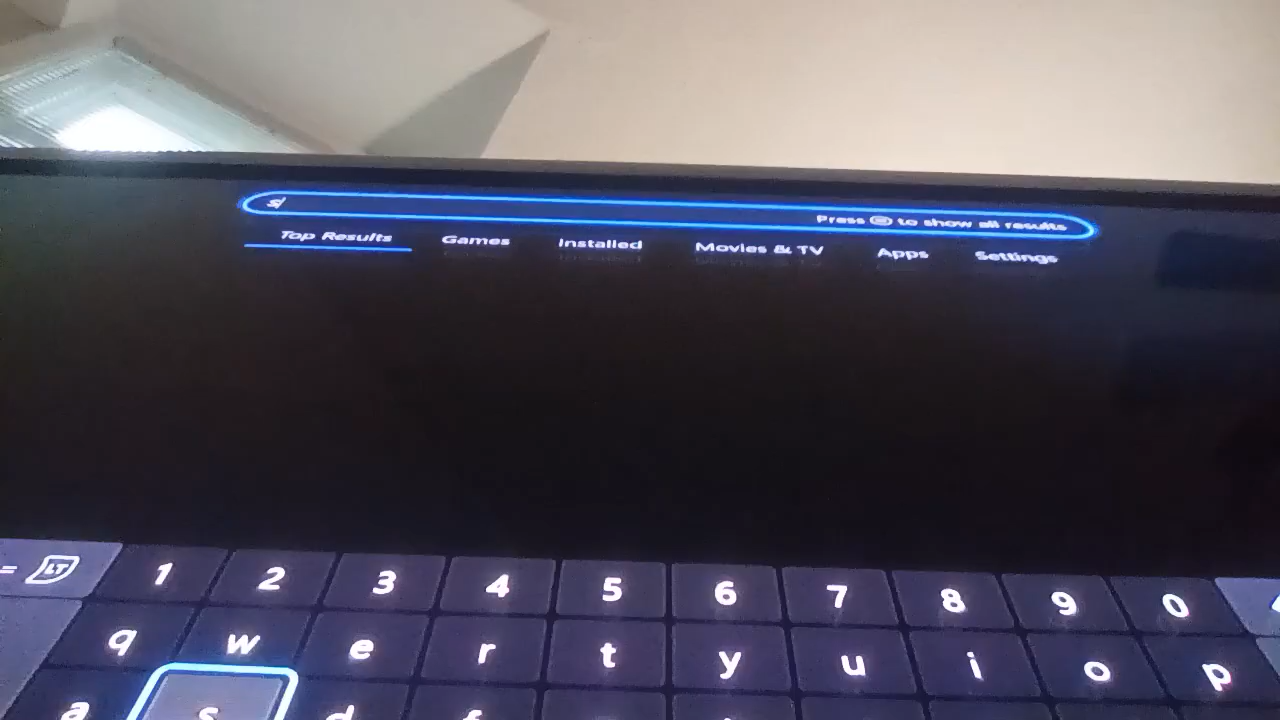 s
Press to show all results
Top Results Games Installed Movies & TV Apps Settings
= LT 1 2 3 4 5 6 7 8 9 0
q w e r t y u i o p
a s d f